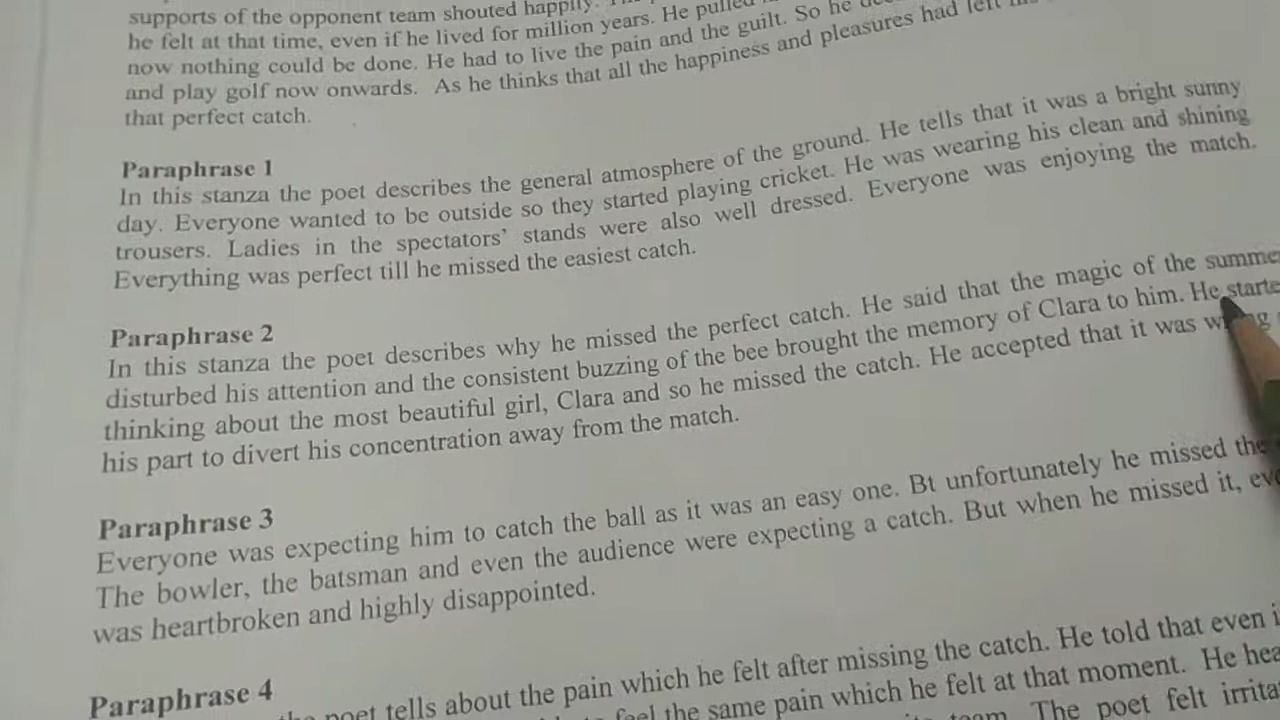 supports of the opponent team shouted happily.
he felt at that time, even if he lived for million years. He pulled
now nothing could be done. He had to live the pain and the guilt. So he
and play golf now onwards. As he thinks that all the happiness and pleasures had left
that perfect catch.
Paraphrase 1
In this stanza the poet describes the general atmosphere of the ground. He tells that it was a bright sunny
day. Everyone wanted to be outside so they started playing cricket. He was wearing his clean and shining
trousers. Ladies in the spectators' stands were also well dressed. Everyone was enjoying the match.
Everything was perfect till he missed the easiest catch.
Paraphrase 2
In this stanza the poet describes why he missed the perfect catch. He said that the magic of the summe
disturbed his attention and the consistent buzzing of the bee brought the memory of Clara to him. He starte
thinking about the most beautiful girl, Clara and so he missed the catch. He accepted that it was
his part to divert his concentration away from the match.
Paraphrase 3
Everyone was expecting him to catch the ball as it was an easy one. Bt unfortunately he missed the
The bowler, the batsman and even the audience were expecting a catch. But when he missed it, eve
was heartbroken and highly disappointed.
Paraphrase 4
the poet tells about the pain which he felt after missing the catch. He told that even i
feel the same pain which he felt at that moment. He hea
team. The poet felt irrita